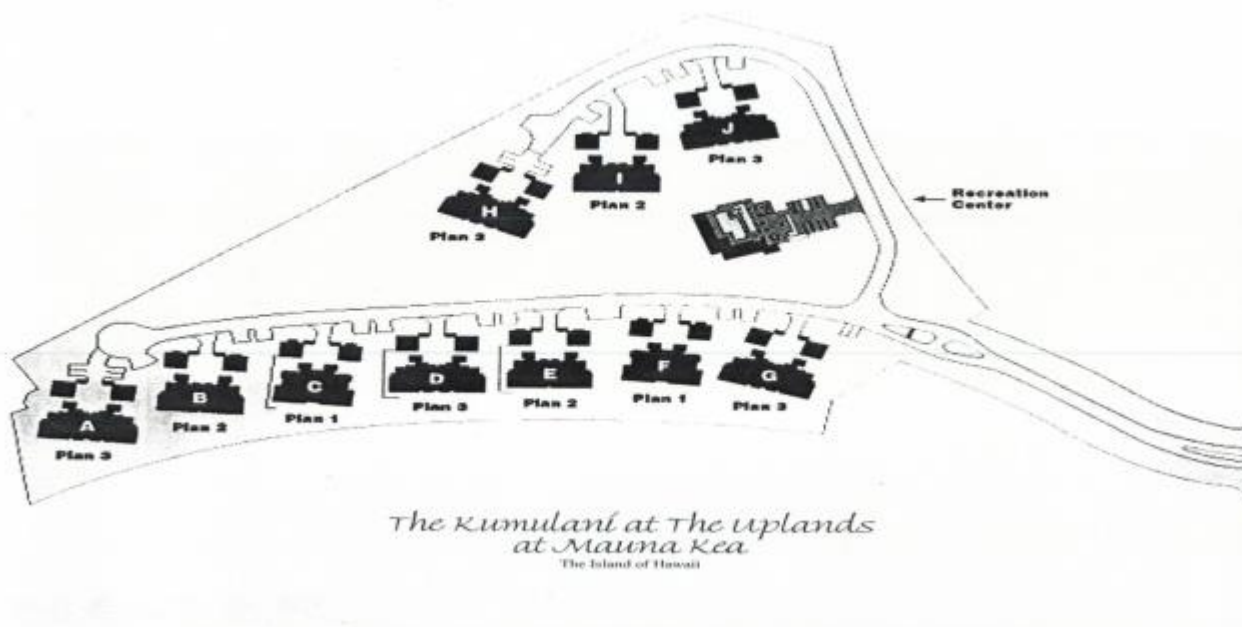 J
Plan 3
I
Plan 2
H
Plan 3
Recreation
Center
A
Plan 3
B
Plan 2
C
Plan 1
D
Plan 3
E
Plan 2
F
Plan 1
G
Plan 3
The Kumulaní at The Uplands
at Mauna Kea
The Island of Hawaii